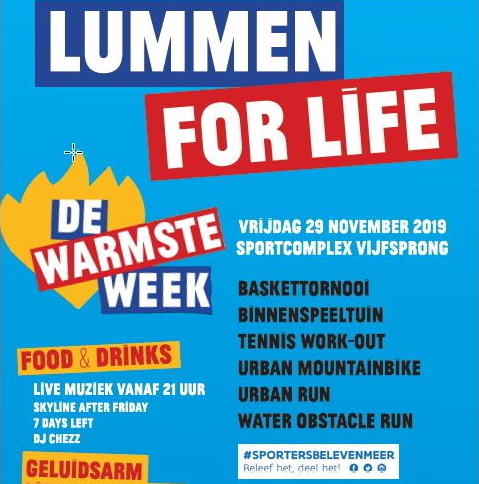 LUMMEN
FOR LIFE
DE
WARMSTE
WEEK
VRIJDAG 29 NOVEMBER 2019
SPORTCOMPLEX VIJFSPRONG
BASKETTORNOOI
BINNENSPEELTUIN
TENNIS WORK-OUT
URBAN MOUNTAINBIKE
URBAN RUN
WATER OBSTACLE RUN
FOOD & DRINKS
LIVE MUZIEK VANAF 21 UUR
SKYLINE AFTER FRIDAY
7 DAYS LEFT
DJ CHEZZ
GELUIDSARM
#SPORTERSBELEVENMEER
Beleef het, deel het!